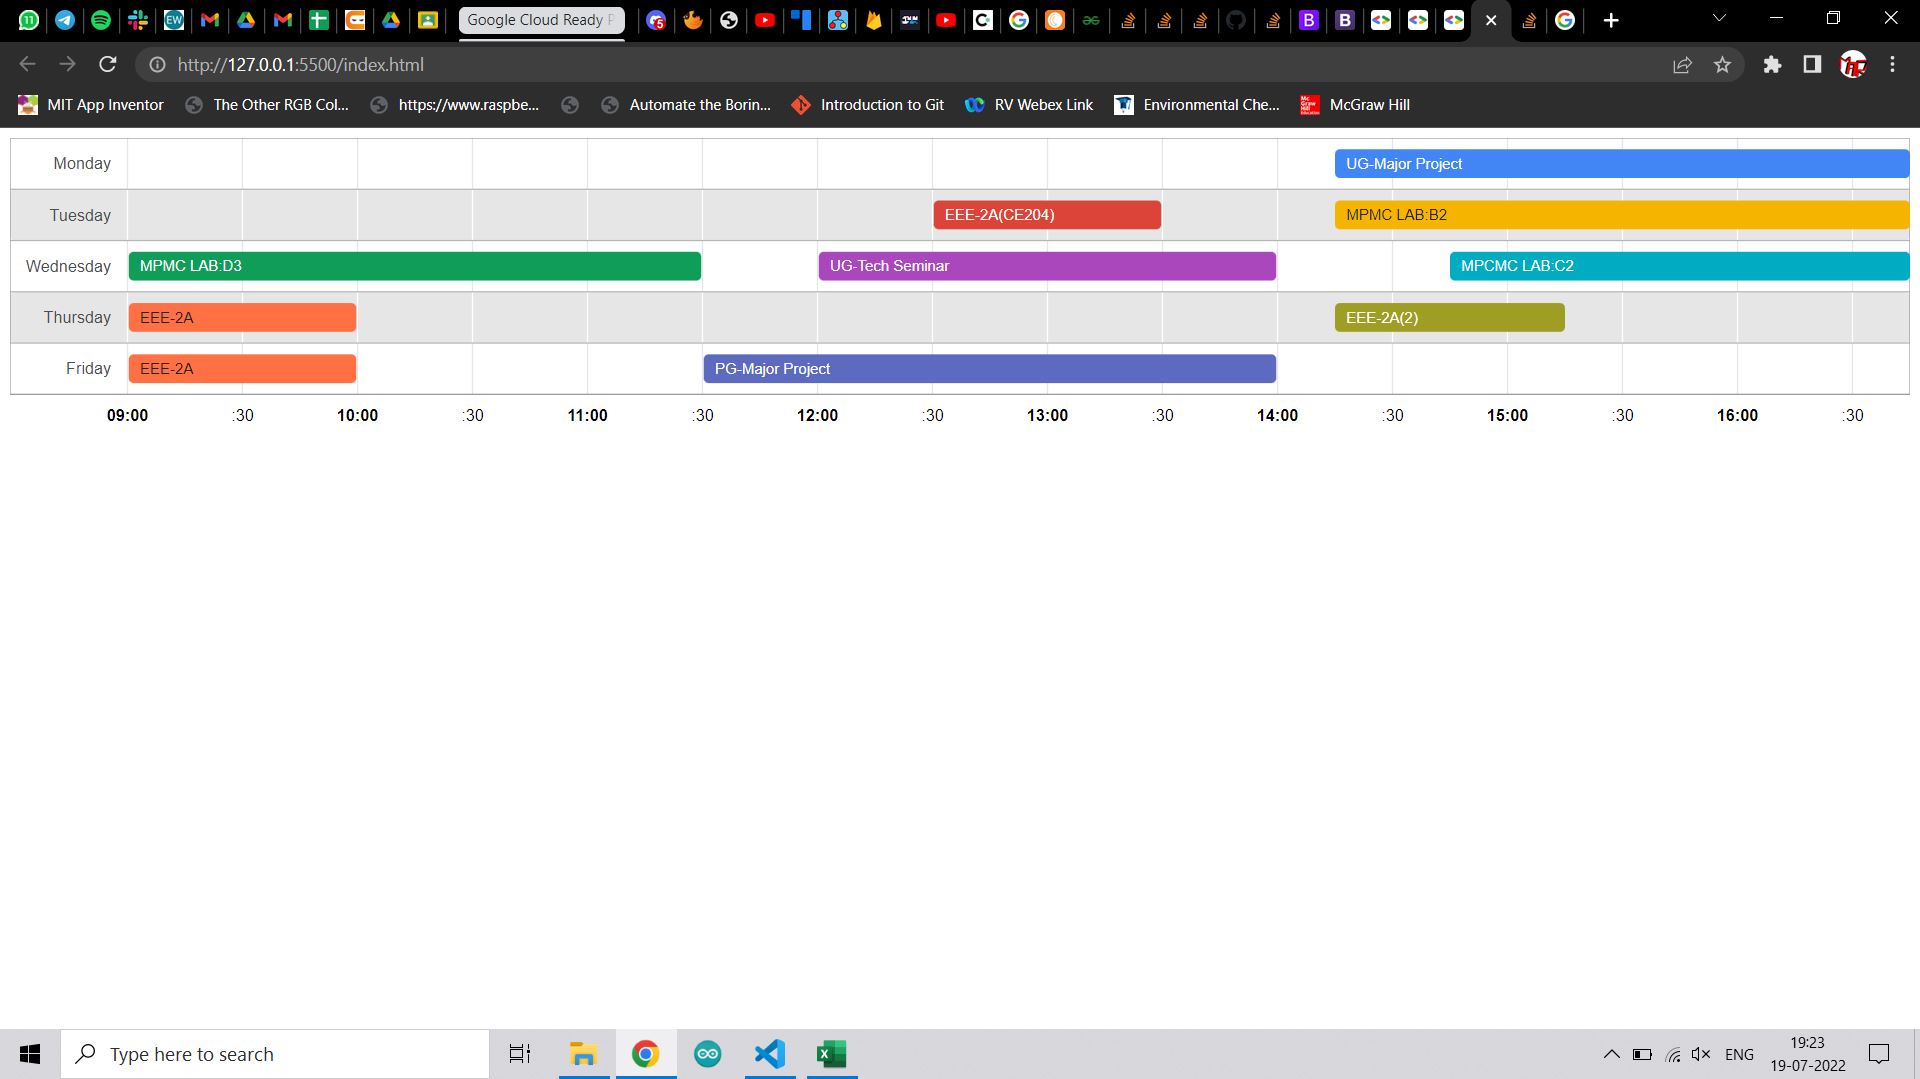 Google Cloud Ready P
http://127.0.0.1:5500/index.html
MIT App Inventor The Other RGB Col... https://www.raspbe... Automate the Borin... Introduction to Git RV Webex Link Environmental Che... McGraw Hill
Monday UG-Major Project
Tuesday EEE-2A(CE204) MPMC LAB:B2
Wednesday MPMC LAB:D3 UG-Tech Seminar MPCMC LAB:C2
Thursday EEE-2A EEE-2A(2)
Friday EEE-2A PG-Major Project
09:00 :30 10:00 :30 11:00 :30 12:00 :30 13:00 :30 14:00 :30 15:00 :30 16:00 :30
Type here to search
ENG
19:23
19-07-2022